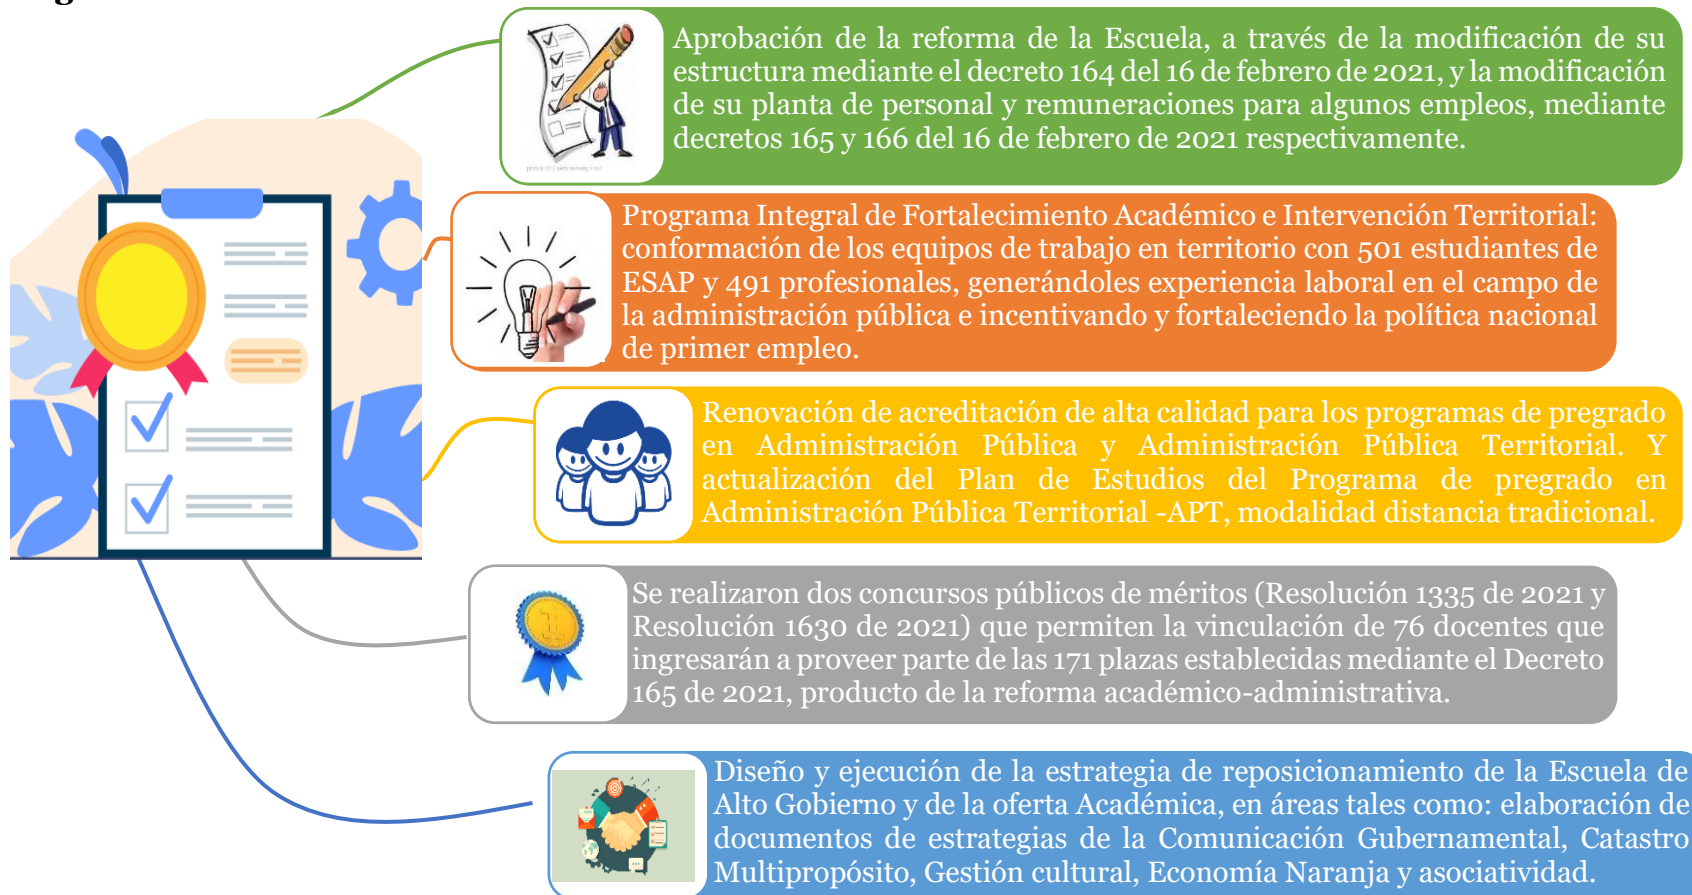 Aprobación de la reforma de la Escuela, a través de la modificación de su
estructura mediante el decreto 164 del 16 de febrero de 2021, y la modificación
de su planta de personal y remuneraciones para algunos empleos, mediante
decretos 165 y 166 del 16 de febrero de 2021 respectivamente.
Programa Integral de Fortalecimiento Académico e Intervención Territorial:
conformación de los equipos de trabajo en territorio con 501 estudiantes de
ESAP y 491 profesionales, generándoles experiencia laboral en el campo de
la administración pública e incentivando y fortaleciendo la política nacional
de primer empleo.
Renovación de acreditación de alta calidad para los programas de pregrado
en Administración Pública y Administración Pública Territorial. Y
actualización del Plan de Estudios del Programa de pregrado en
Administración Pública Territorial -APT, modalidad distancia tradicional.
Se realizaron dos concursos públicos de méritos (Resolución 1335 de 2021 y
Resolución 1630 de 2021) que permiten la vinculación de 76 docentes que
ingresarán a proveer parte de las 171 plazas establecidas mediante el Decreto
165 de 2021, producto de la reforma académico-administrativa.
Diseño y ejecución de la estrategia de reposicionamiento de la Escuela de
Alto Gobierno y de la oferta Académica, en áreas tales como: elaboración de
documentos de estrategias de la Comunicación Gubernamental, Catastro
Multipropósito, Gestión cultural, Economía Naranja y asociatividad.